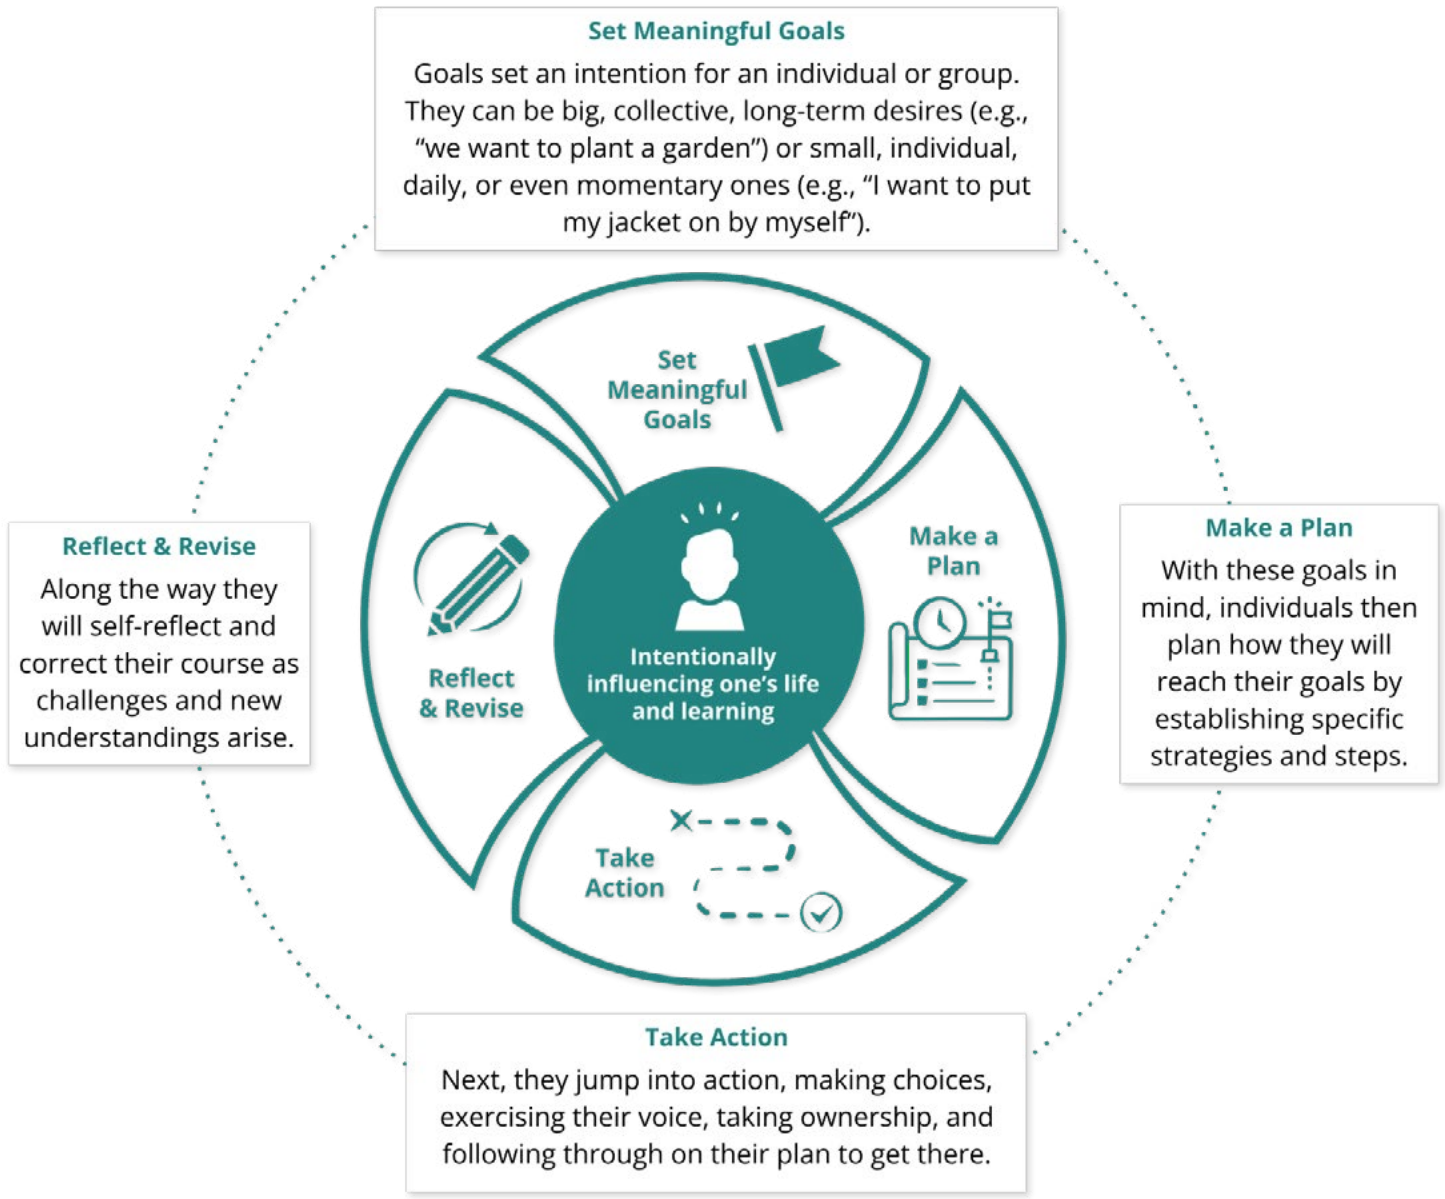 Set Meaningful Goals
Goals set an intention for an individual or group.
They can be big, collective, long-term desires (e.g.,
“we want to plant a garden”) or small, individual,
daily, or even momentary ones (e.g., “I want to put
my jacket on by myself”).
Set
Meaningful
Goals
Make a
Plan
Reflect
& Revise
Intentionally
influencing one’s life
and learning
Take
Action
Make a Plan
With these goals in
mind, individuals then
plan how they will
reach their goals by
establishing specific
strategies and steps.
Take Action
Next, they jump into action, making choices,
exercising their voice, taking ownership, and
following through on their plan to get there.
Reflect & Revise
Along the way they
will self-reflect and
correct their course as
challenges and new
understandings arise.